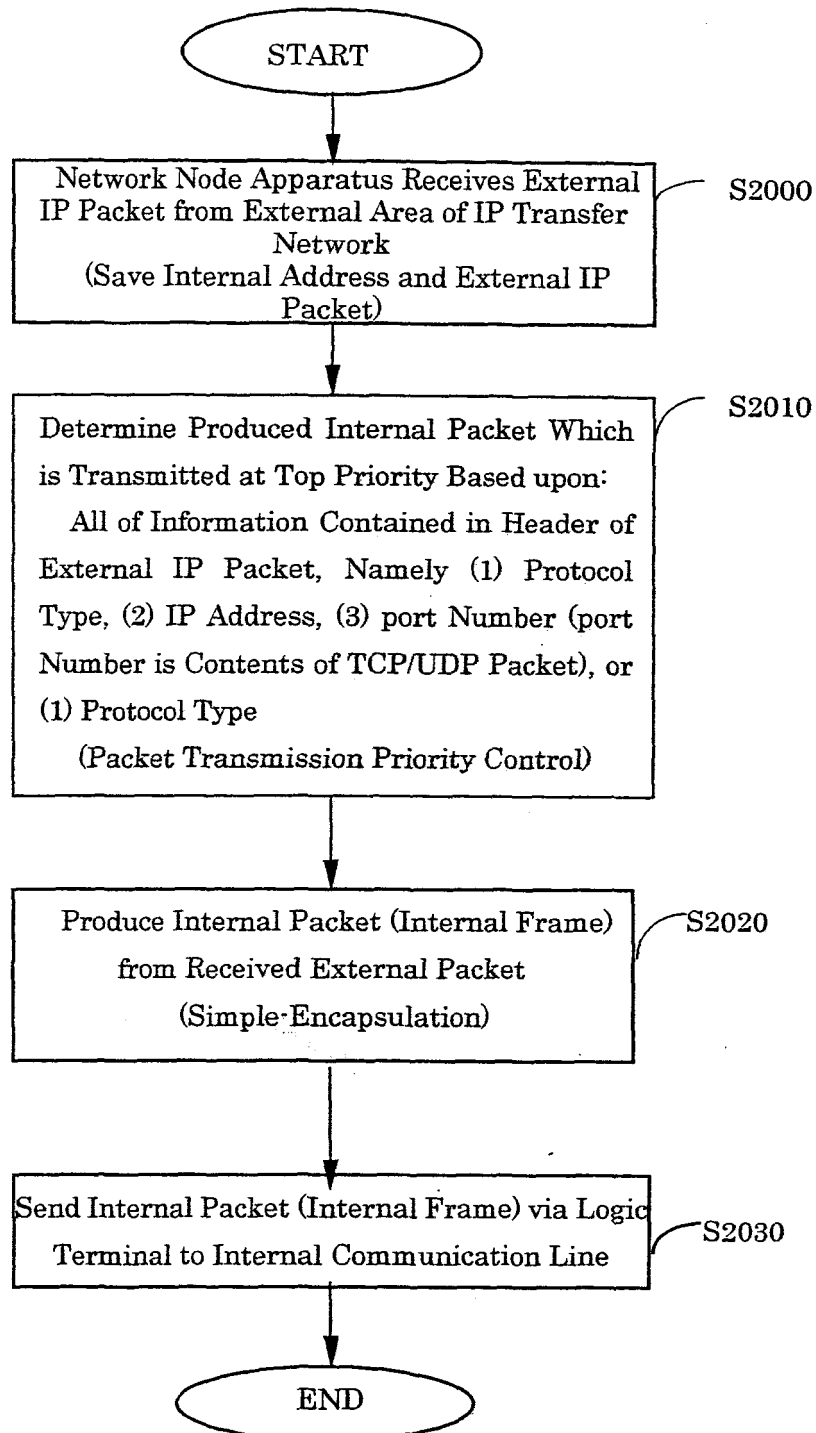 START
Network Node Apparatus Receives External
IP Packet from External Area of IP Transfer
Network
(Save Internal Address and External IP
Packet)
S2000
Determine Produced Internal Packet Which
is Transmitted at Top Priority Based upon:
All of Information Contained in Header of
External IP Packet, Namely (1) Protocol
Type, (2) IP Address, (3) port Number (port
Number is Contents of TCP/UDP Packet), or
(1) Protocol Type
(Packet Transmission Priority Control)
S2010
Produce Internal Packet (Internal Frame)
from Received External Packet
(Simple-Encapsulation)
S2020
Send Internal Packet (Internal Frame) via Logic
Terminal to Internal Communication Line
S2030
END